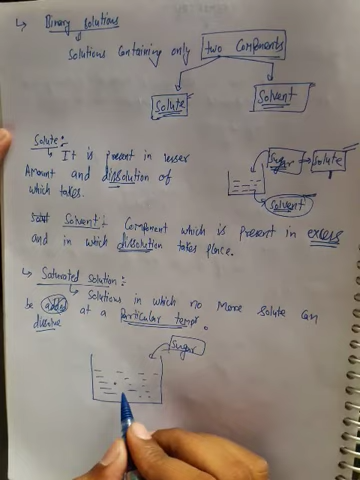 Binary solutions
Solutions containing only two Components
Solute
Solvent
Solute:-
It is present in lesser
Amount and dissolution of
which takes.
Sugar → Solute
Solvent
Solvent:- Component which is present in excess
and in which dissolution takes place.
Saturated solution:-
Solutions in which no more solute can
be added at a Particular tempr.
dissolve
Sugar